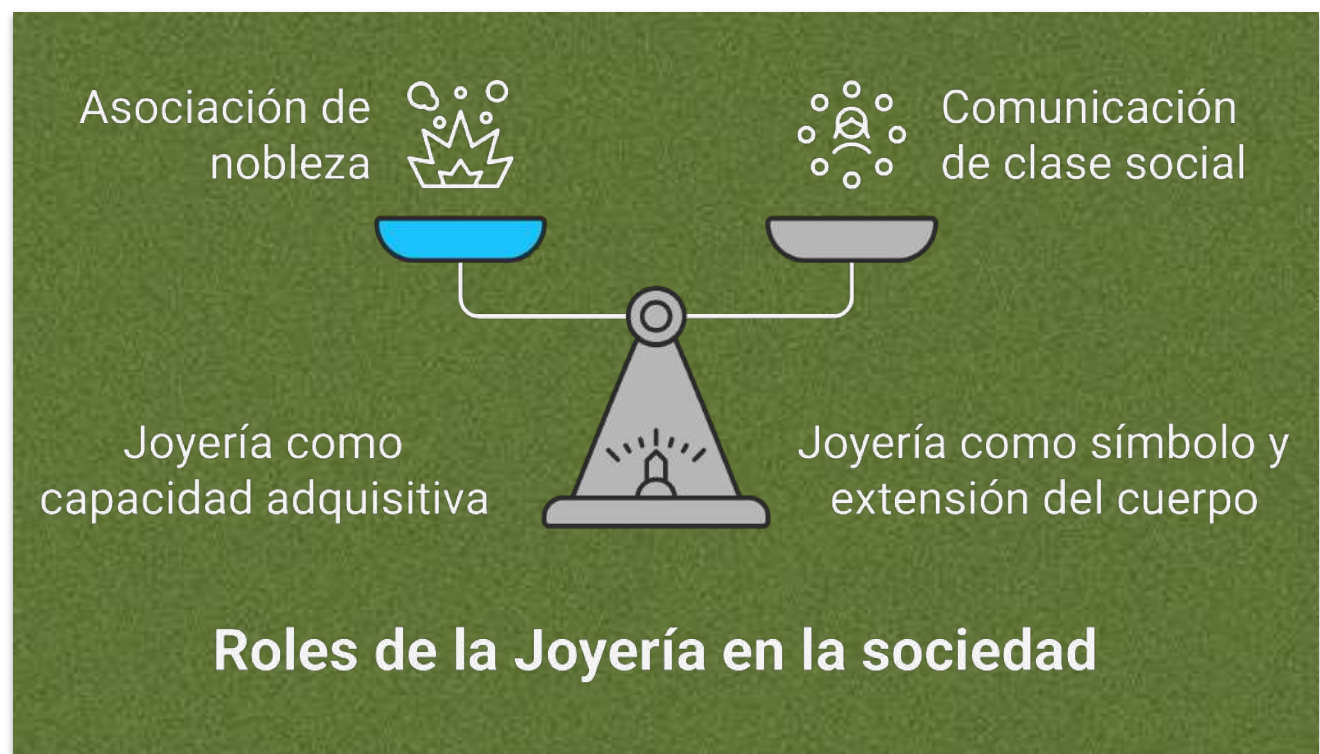 Asociación de
nobleza
Comunicación
de clase social
Joyería como
capacidad adquisitiva
Joyería como símbolo y
extensión del cuerpo
Roles de la Joyería en la sociedad